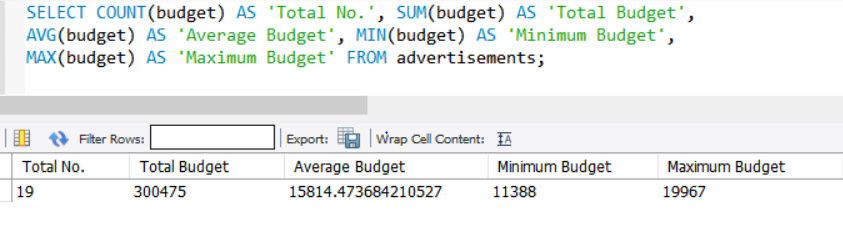 SELECT COUNT(budget) AS 'Total No.', SUM(budget) AS 'Total Budget',
AVG(budget) AS 'Average Budget', MIN(budget) AS 'Minimum Budget',
MAX(budget) AS 'Maximum Budget' FROM advertisements;
Filter Rows: Export: Wrap Cell Content:
Total No. Total Budget Average Budget Minimum Budget Maximum Budget
19 300475 15814.473684210527 11388 19967